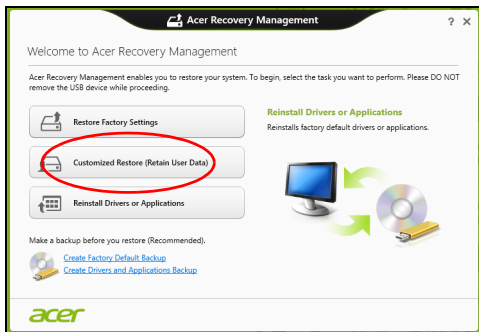 Acer Recovery Management
? X
Welcome to Acer Recovery Management
Acer Recovery Management enables you to restore your system. To begin, select the task you want to perform. Please DO NOT
remove the USB device while proceeding.
Restore Factory Settings
Customized Restore (Retain User Data)
Reinstall Drivers or Applications
Reinstall Drivers or Applications
Reinstalls factory default drivers or applications.
Make a backup before you restore (Recommended).
Create Factory Default Backup
Create Drivers and Applications Backup
acer